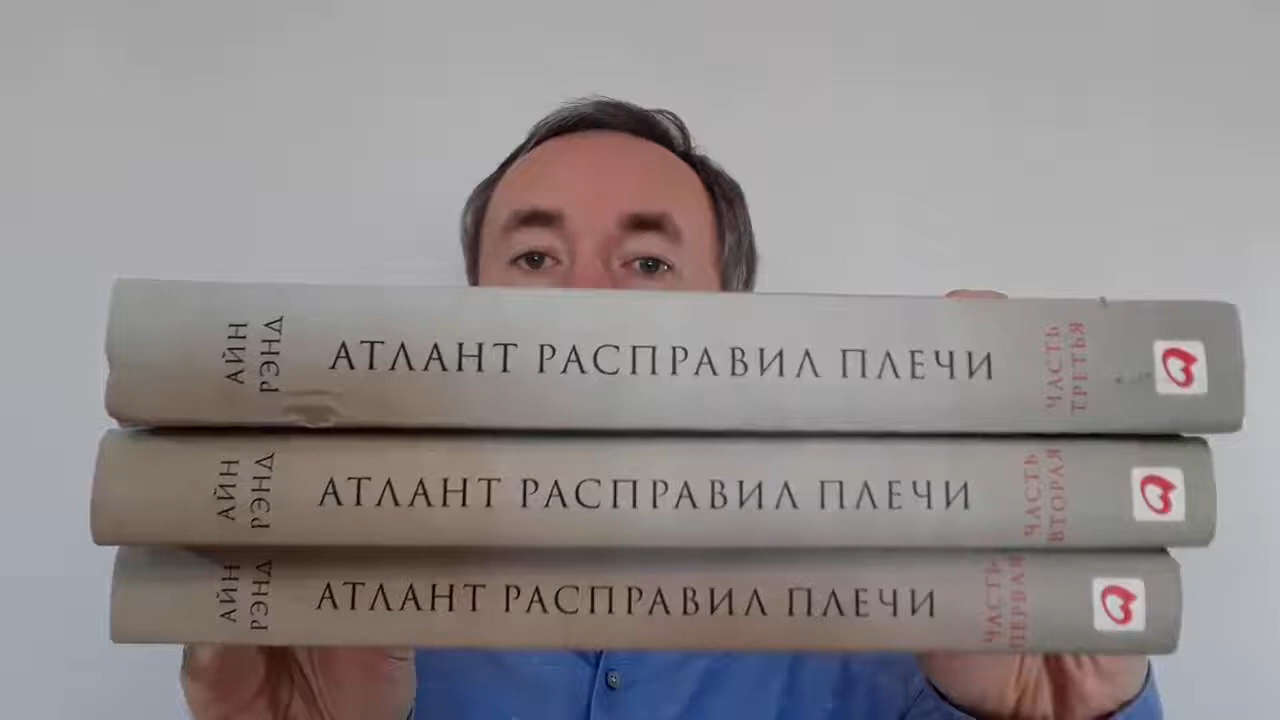 АЙН
РЭНД
АТЛАНТ РАСПРАВИЛ ПЛЕЧИ
ЧАСТЬ
ТРЕТЬЯ
АЙН
РЭНД
АТЛАНТ РАСПРАВИЛ ПЛЕЧИ
ЧАСТЬ
ВТОРАЯ
АЙН
РЭНД
АТЛАНТ РАСПРАВИЛ ПЛЕЧИ
ЧАСТЬ
ПЕРВАЯ